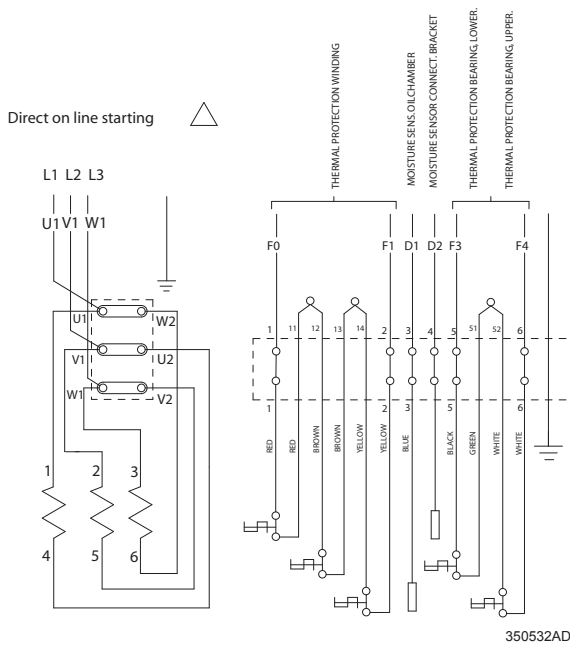 THERMAL PROTECTION WINDING
MOISTURE SENS. OILCHAMBER
MOISTURE SENSOR CONNECT. BRACKET
THERMAL PROTECTION BEARING, LOWER.
THERMAL PROTECTION BEARING, UPPER.
Direct on line starting
L1 L2 L3
U1 V1 W1
F0 F1 D1 D2 F3 F4
1 11 12 13 14 2 3 4 5 51 52 6
U1 W2
V1 U2
W1 V2
1 2 3 5 6
RED RED BROWN BROWN YELLOW YELLOW BLUE BLACK GREEN WHITE WHITE
1 2 3
4 5 6
350532AD